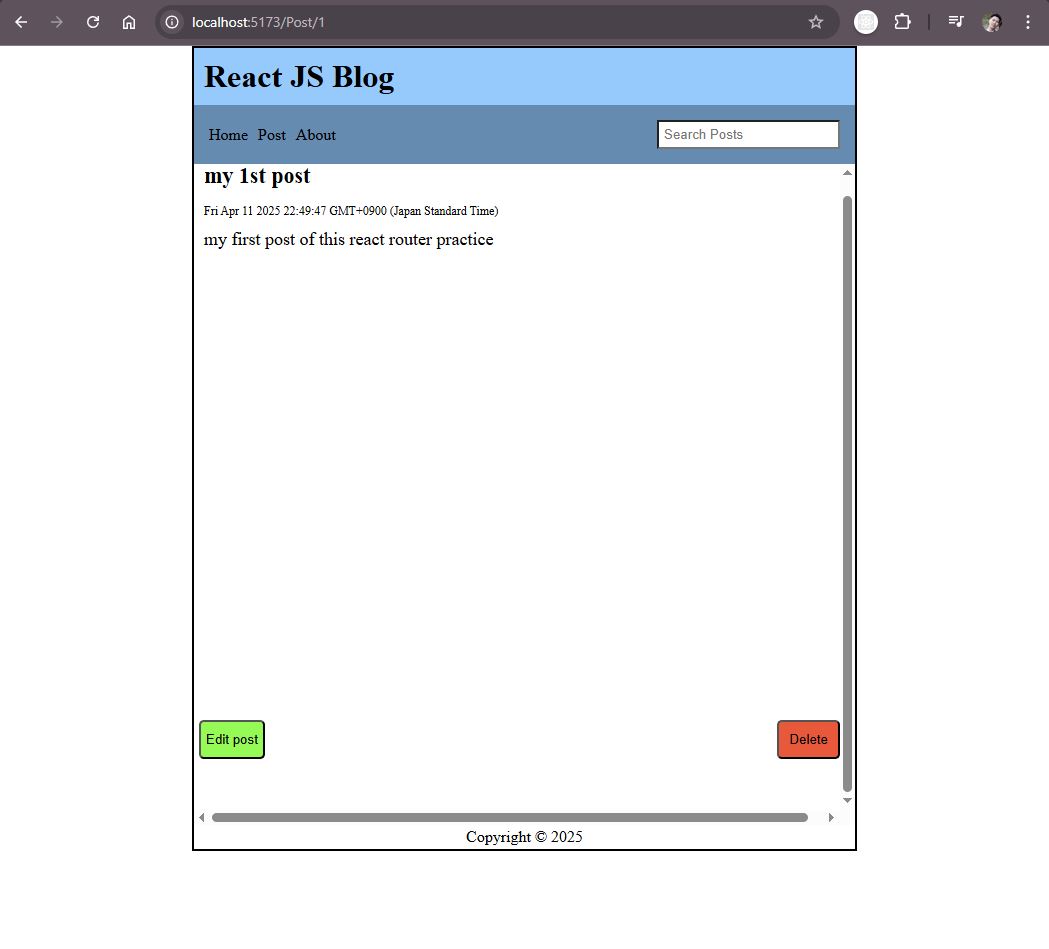 localhost:5173/Post/1
React JS Blog
Home Post About
Search Posts
my 1st post
Fri Apr 11 2025 22:49:47 GMT+0900 (Japan Standard Time)
my first post of this react router practice
Edit post
Delete
Copyright © 2025